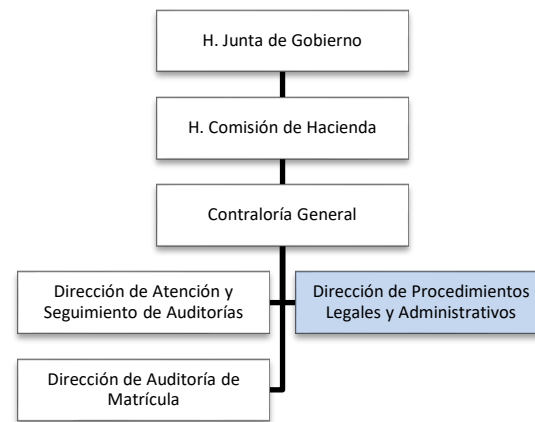 H. Junta de Gobierno
H. Comisión de Hacienda
Contraloría General
Dirección de Atención y
Seguimiento de Auditorías
Dirección de Procedimientos
Legales y Administrativos
Dirección de Auditoría de
Matrícula